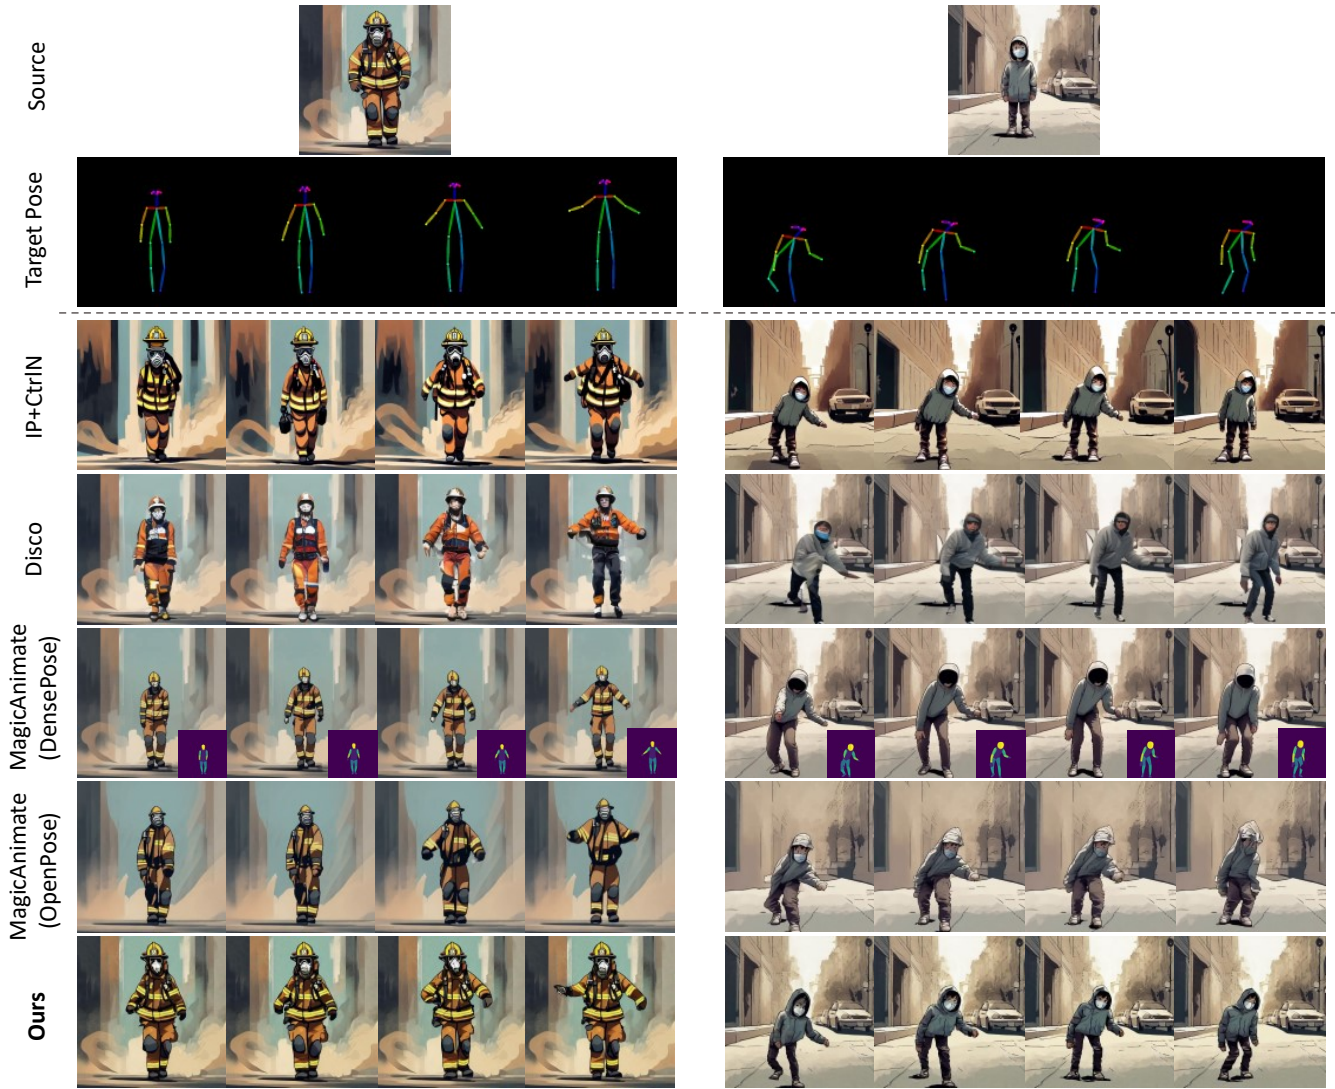 Source
Target Pose
IP+CtrlN
Disco
MagicAnimate
(DensePose)
MagicAnimate
(OpenPose)
Ours